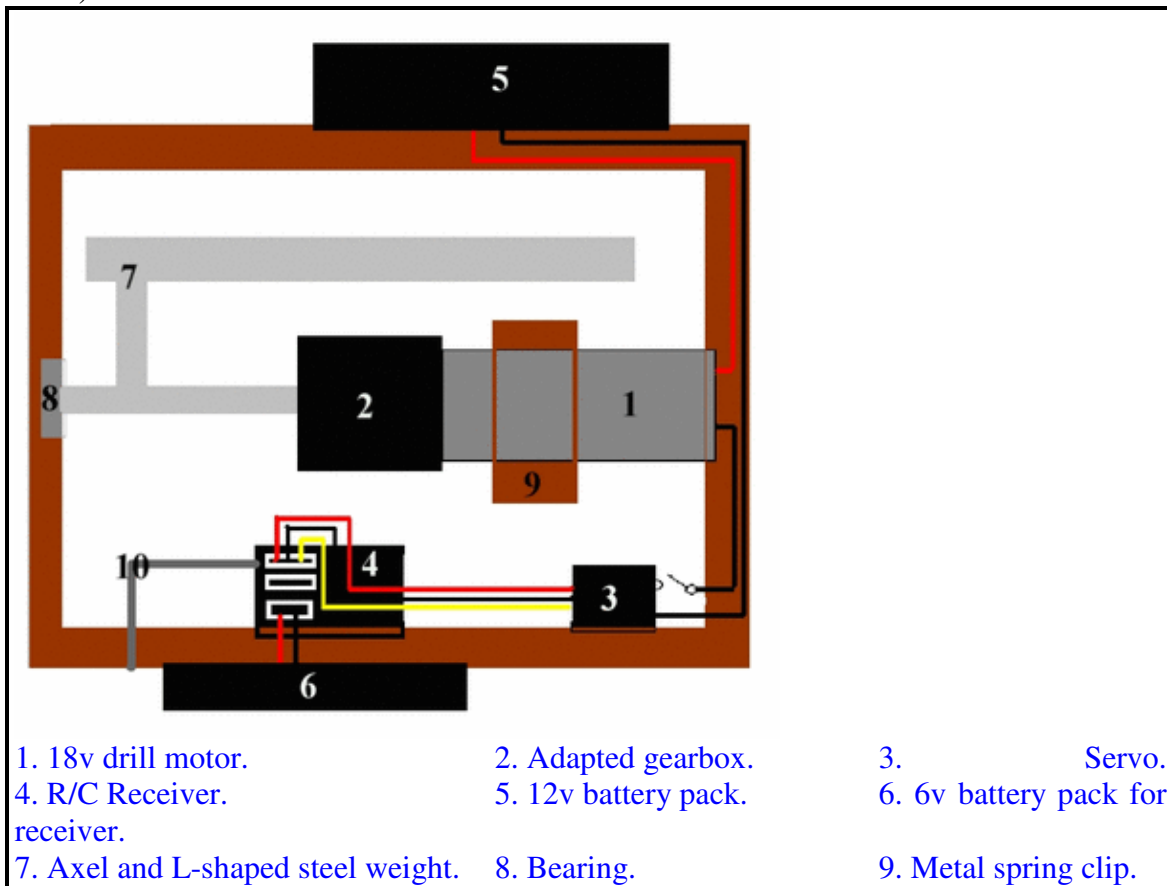 5
7
8
2
1
9
10
4
3
6
1. 18v drill motor. 2. Adapted gearbox. 3. Servo.
4. R/C Receiver. 5. 12v battery pack. 6. 6v battery pack for
receiver.
7. Axel and L-shaped steel weight. 8. Bearing. 9. Metal spring clip.